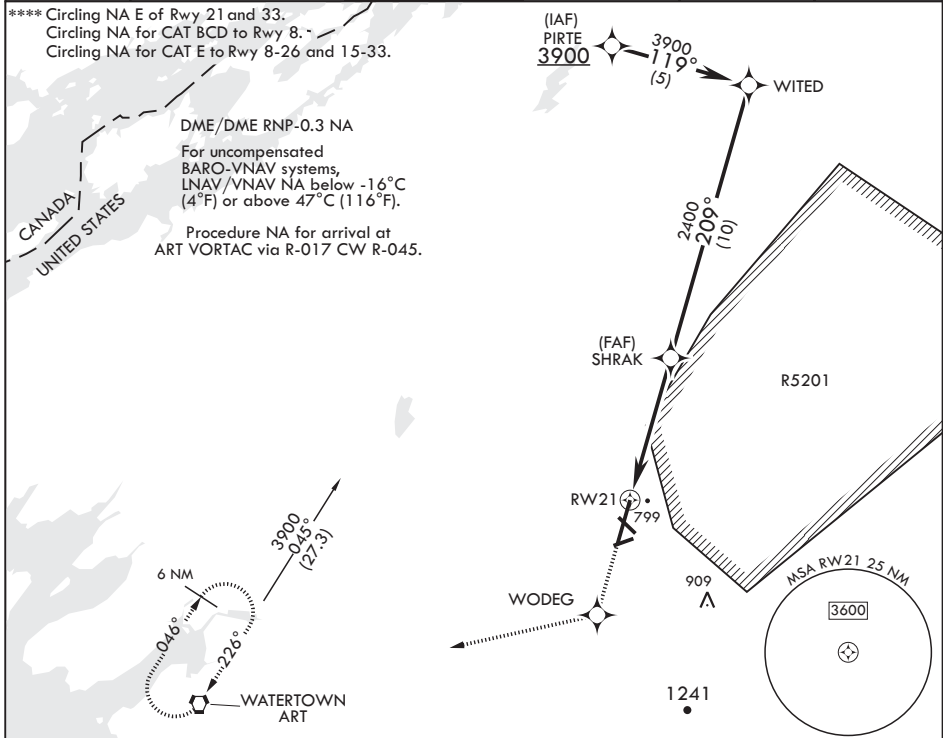 **** Circling NA E of Rwy 21 and 33.
Circling NA for CAT BCD to Rwy 8.
Circling NA for CAT E to Rwy 8-26 and 15-33.
(IAF)
PIRTE
3900
3900
119°
(5)
WITED
DME/DME RNP-0.3 NA
For uncompensated
BARO-VNAV systems,
LNAV/VNAV NA below -16°C
(4°F) or above 47°C (116°F).
Procedure NA for arrival at
ART VORTAC via R-017 CW R-045.
CANADA
UNITED STATES
2400
209°
(10)
(FAF)
SHRAK
R5201
RW21
799
3900
045°
(27.3)
6 NM
046°
226°
WATERTOWN
ART
WODEG
909
1241
MSA RW21 25 NM
3600